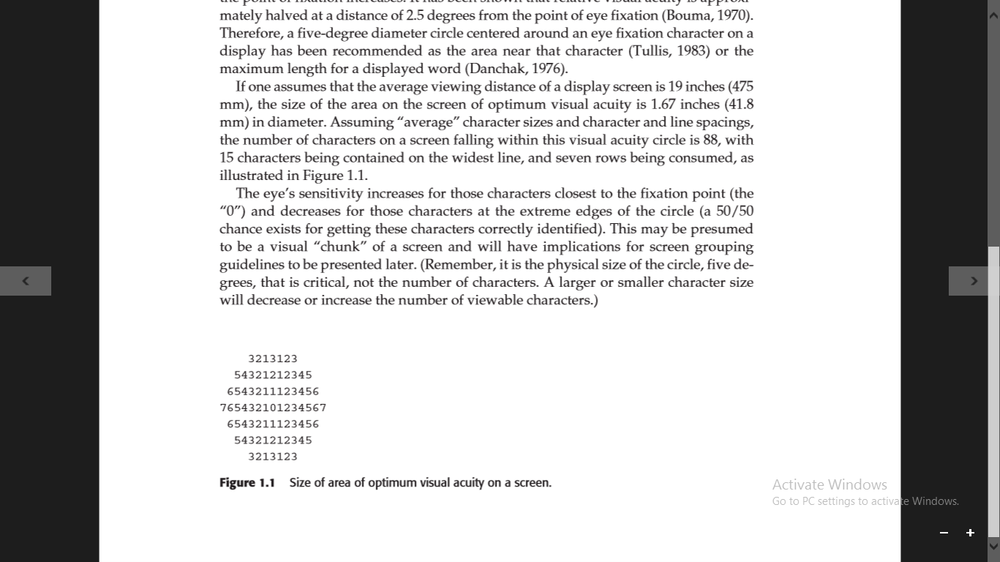 mately halved at a distance of 2.5 degrees from the point of eye fixation (Bouma, 1970).
Therefore, a five-degree diameter circle centered around an eye fixation character on a
display has been recommended as the area near that character (Tullis, 1983) or the
maximum length for a displayed word (Danchak, 1976).
If one assumes that the average viewing distance of a display screen is 19 inches (475
mm), the size of the area on the screen of optimum visual acuity is 1.67 inches (41.8
mm) in diameter. Assuming “average” character sizes and character and line spacings,
the number of characters on a screen falling within this visual acuity circle is 88, with
15 characters being contained on the widest line, and seven rows being consumed, as
illustrated in Figure 1.1.
The eye’s sensitivity increases for those characters closest to the fixation point (the
“0”) and decreases for those characters at the extreme edges of the circle (a 50/50
chance exists for getting these characters correctly identified). This may be presumed
to be a visual “chunk” of a screen and will have implications for screen grouping
guidelines to be presented later. (Remember, it is the physical size of the circle, five de-
grees, that is critical, not the number of characters. A larger or smaller character size
will decrease or increase the number of viewable characters.)
3213123
54321212345
6543211123456
765432101234567
6543211123456
54321212345
3213123
Figure 1.1 Size of area of optimum visual acuity on a screen.
Activate Windows
Go to PC settings to activate Windows.